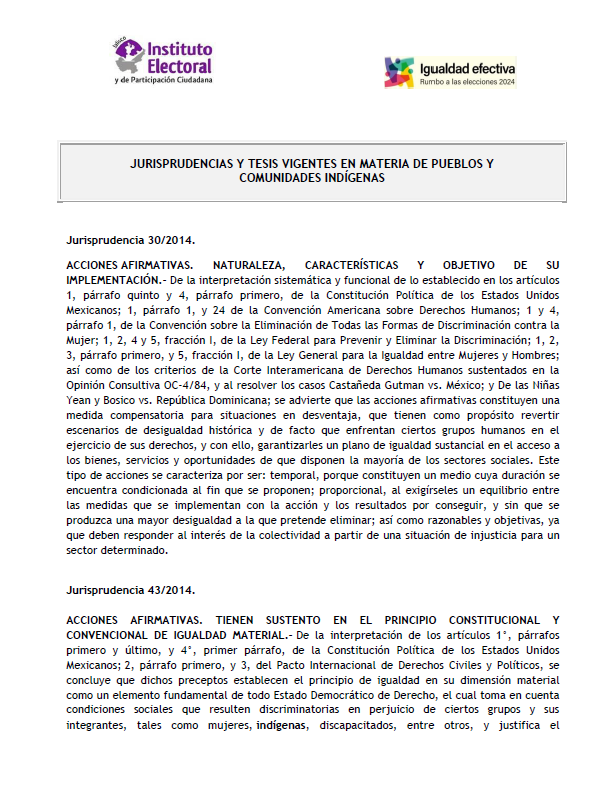 Jalisco
Instituto
Electoral
y de Participación Ciudadana
Igualdad efectiva
Rumbo a las elecciones 2024
JURISPRUDENCIAS Y TESIS VIGENTES EN MATERIA DE PUEBLOS Y
COMUNIDADES INDÍGENAS
Jurisprudencia 30/2014.
ACCIONES AFIRMATIVAS. NATURALEZA, CARACTERÍSTICAS Y OBJETIVO DE SU
IMPLEMENTACIÓN.- De la interpretación sistemática y funcional de lo establecido en los artículos
1, párrafo quinto y 4, párrafo primero, de la Constitución Política de los Estados Unidos
Mexicanos; 1, párrafo 1, y 24 de la Convención Americana sobre Derechos Humanos; 1 y 4,
párrafo 1, de la Convención sobre la Eliminación de Todas las Formas de Discriminación contra la
Mujer; 1, 2, 4 y 5, fracción I, de la Ley Federal para Prevenir y Eliminar la Discriminación; 1, 2,
3, párrafo primero, y 5, fracción I, de la Ley General para la Igualdad entre Mujeres y Hombres;
así como de los criterios de la Corte Interamericana de Derechos Humanos sustentados en la
Opinión Consultiva OC-4/84, y al resolver los casos Castañeda Gutman vs. México; y De las Niñas
Yean y Bosico vs. República Dominicana; se advierte que las acciones afirmativas constituyen una
medida compensatoria para situaciones en desventaja, que tienen como propósito revertir
escenarios de desigualdad histórica y de facto que enfrentan ciertos grupos humanos en el
ejercicio de sus derechos, y con ello, garantizarles un plano de igualdad sustancial en el acceso a
los bienes, servicios y oportunidades de que disponen la mayoría de los sectores sociales. Este
tipo de acciones se caracteriza por ser: temporal, porque constituyen un medio cuya duración se
encuentra condicionada al fin que se proponen; proporcional, al exigírseles un equilibrio entre
las medidas que se implementan con la acción y los resultados por conseguir, y sin que se
produzca una mayor desigualdad a la que pretende eliminar; así como razonables y objetivas, ya
que deben responder al interés de la colectividad a partir de una situación de injusticia para un
sector determinado.
Jurisprudencia 43/2014.
ACCIONES AFIRMATIVAS. TIENEN SUSTENTO EN EL PRINCIPIO CONSTITUCIONAL Y
CONVENCIONAL DE IGUALDAD MATERIAL.- De la interpretación de los artículos 1°, párrafos
primero y último, y 4°, primer párrafo, de la Constitución Política de los Estados Unidos
Mexicanos; 2, párrafo primero, y 3, del Pacto Internacional de Derechos Civiles y Políticos, se
concluye que dichos preceptos establecen el principio de igualdad en su dimensión material
como un elemento fundamental de todo Estado Democrático de Derecho, el cual toma en cuenta
condiciones sociales que resulten discriminatorias en perjuicio de ciertos grupos y sus
integrantes, tales como mujeres, indígenas, discapacitados, entre otros, y justifica el